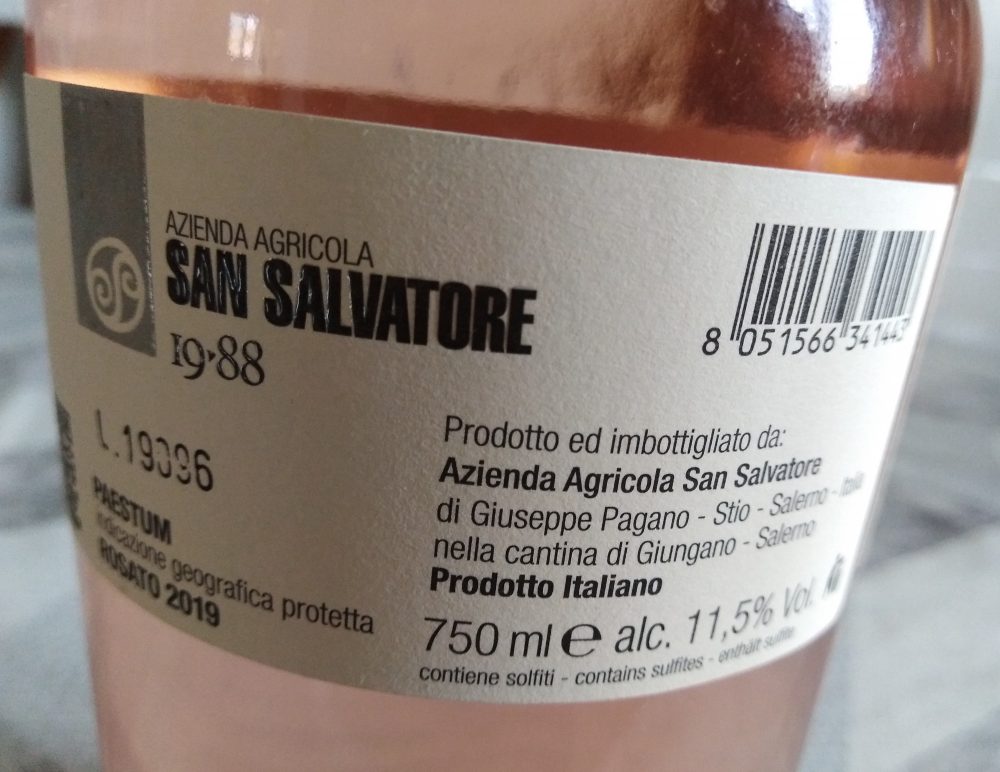 AZIENDA AGRICOLA
SAN SALVATORE
19•88
8 051566 341443
L.19096
PAESTUM
indicazione geografica protetta
ROSATO 2019
Prodotto ed imbottigliato da:
Azienda Agricola San Salvatore
di Giuseppe Pagano - Stio - Salerno - Italia
nella cantina di Giungano - Salerno
Prodotto Italiano
750 ml e alc. 11,5% Vol.
contiene solfiti - contains sulfites - enthält sulfite